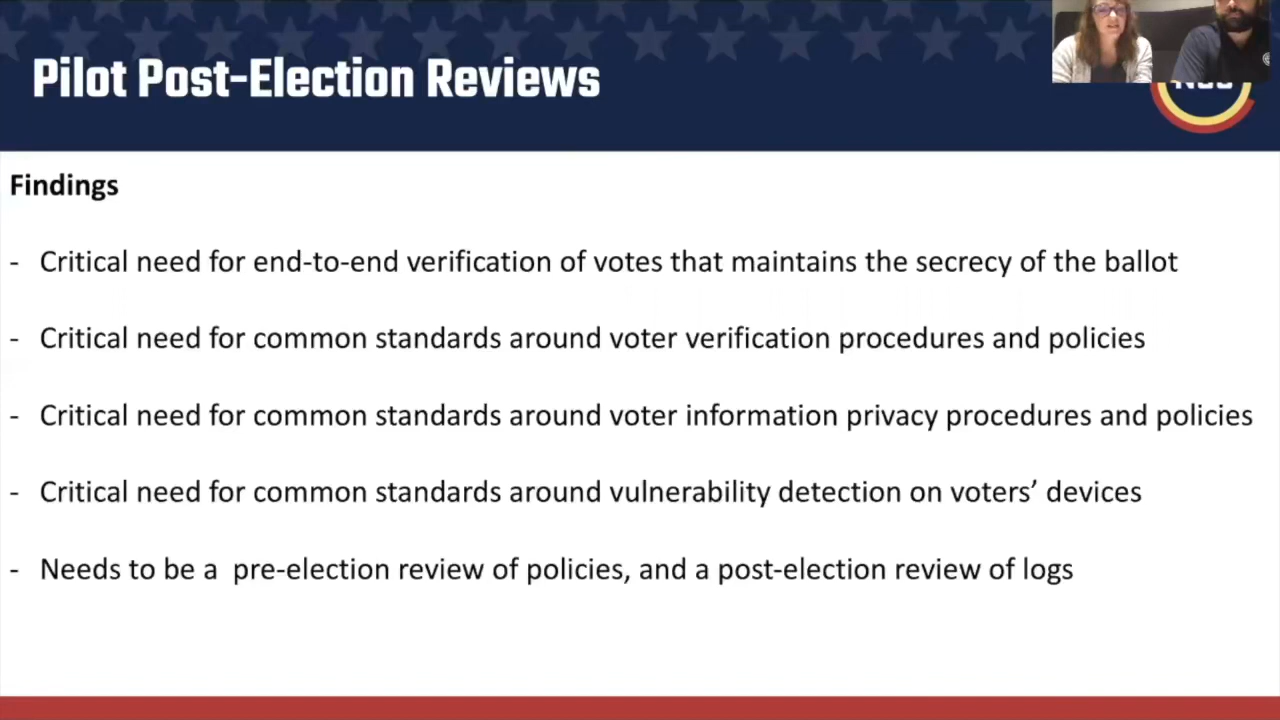 Pilot Post-Election Reviews
Findings
- Critical need for end-to-end verification of votes that maintains the secrecy of the ballot
- Critical need for common standards around voter verification procedures and policies
- Critical need for common standards around voter information privacy procedures and policies
- Critical need for common standards around vulnerability detection on voters’ devices
- Needs to be a  pre-election review of policies, and a post-election review of logs